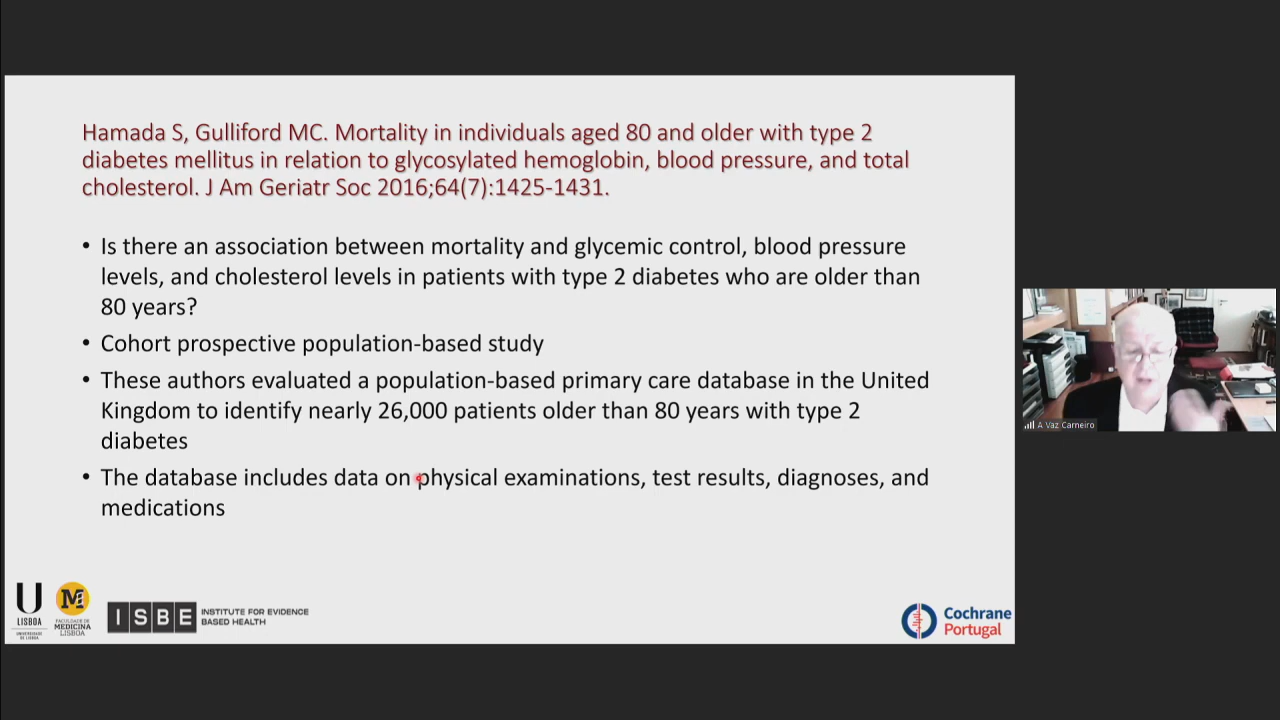 Hamada S, Gulliford MC. Mortality in individuals aged 80 and older with type 2
diabetes mellitus in relation to glycosylated hemoglobin, blood pressure, and total
cholesterol. J Am Geriatr Soc 2016;64(7):1425-1431.
• Is there an association between mortality and glycemic control, blood pressure
levels, and cholesterol levels in patients with type 2 diabetes who are older than
80 years?
• Cohort prospective population-based study
• These authors evaluated a population-based primary care database in the United
Kingdom to identify nearly 26,000 patients older than 80 years with type 2
diabetes
• The database includes data on physical examinations, test results, diagnoses, and
medications
A Vaz Carneiro
U
LISBOA
UNIVERSIDADE
DE LISBOA
M
FACULDADE DE
MEDICINA
LISBOA
ISBE
INSTITUTE FOR EVIDENCE
BASED HEALTH
Cochrane
Portugal